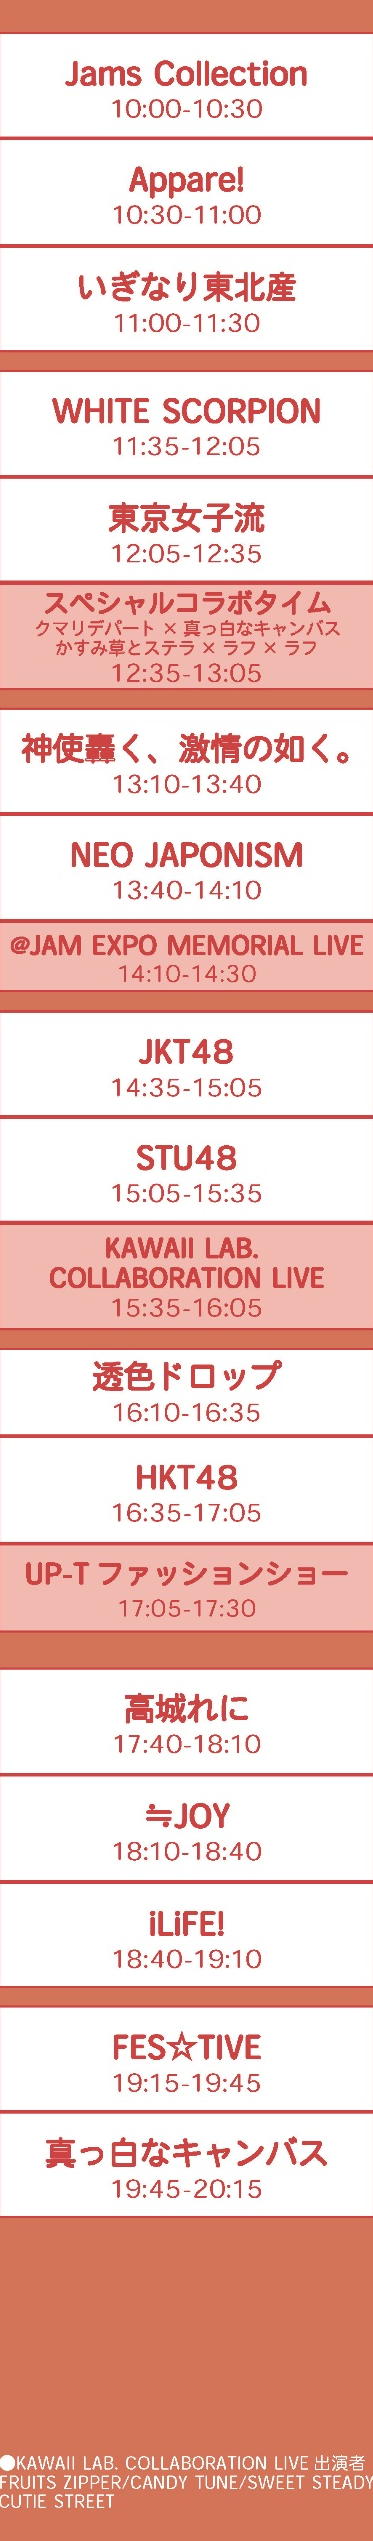 Jams Collection
10:00-10:30
Appare!
10:30-11:00
いぎなり東北産
11:00-11:30
WHITE SCORPION
11:35-12:05
東京女子流
12:05-12:35
スペシャルコラボタイム
クマリデパート × 真っ白なキャンバス
かすみ草とステラ × ラフ × ラフ
12:35-13:05
神使轟く、激情の如く。
13:10-13:40
NEO JAPONISM
13:40-14:10
@JAM EXPO MEMORIAL LIVE
14:10-14:30
JKT48
14:35-15:05
STU48
15:05-15:35
KAWAII LAB.
COLLABORATION LIVE
15:35-16:05
透色ドロップ
16:10-16:35
HKT48
16:35-17:05
UP-T ファッションショー
17:05-17:30
高城れに
17:40-18:10
≒JOY
18:10-18:40
iLiFE!
18:40-19:10
FES☆TIVE
19:15-19:45
真っ白なキャンバス
19:45-20:15
●KAWAII LAB. COLLABORATION LIVE 出演者
FRUITS ZIPPER/CANDY TUNE/SWEET STEADY
CUTIE STREET